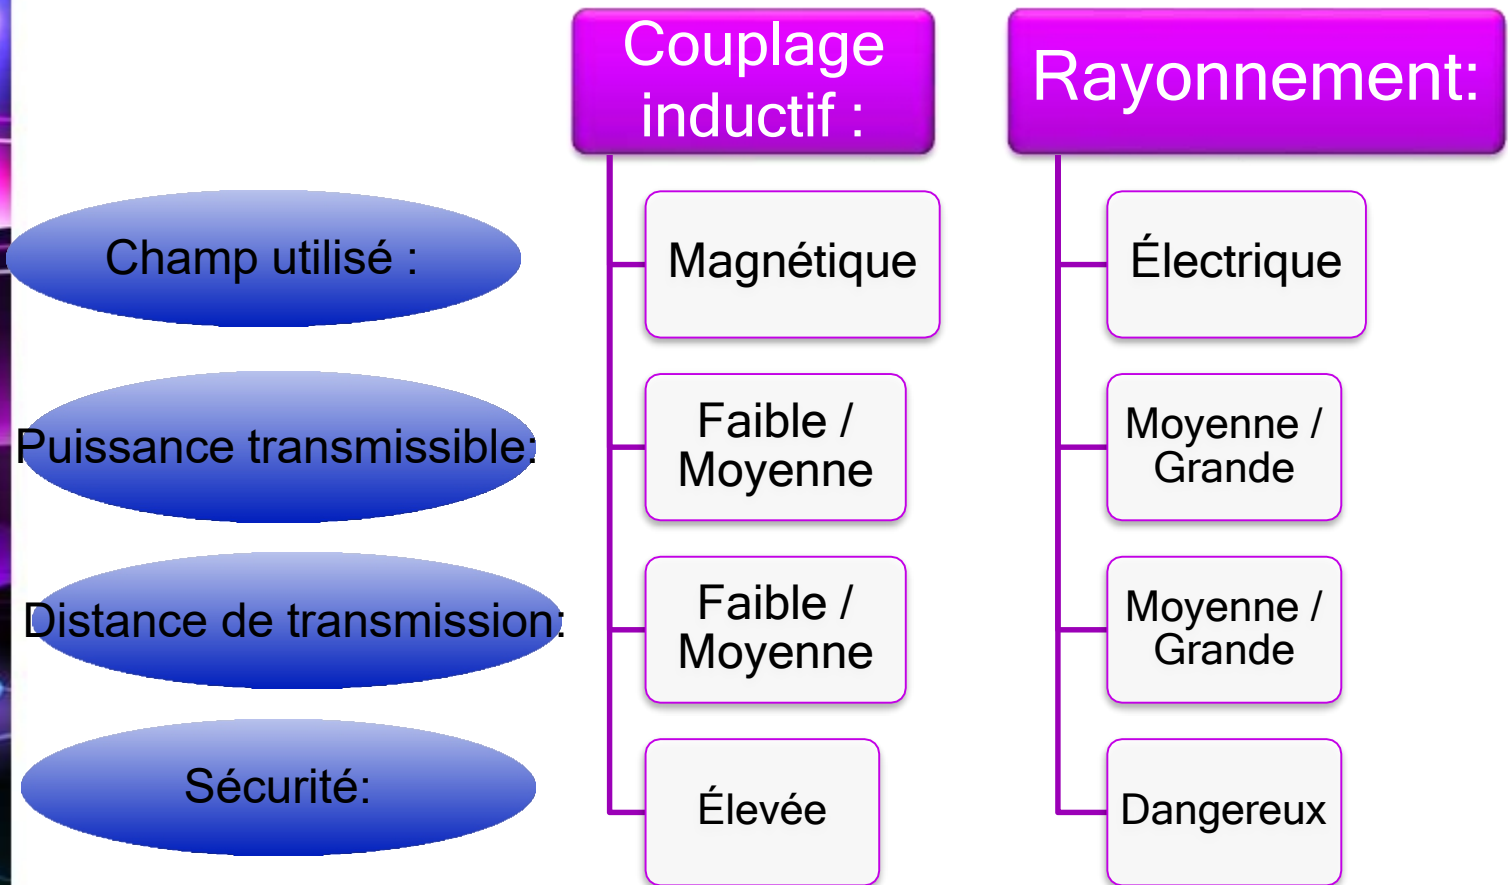 Couplage
inductif :
Rayonnement:
Champ utilisé :
Magnétique
Électrique
Puissance transmissible:
Faible /
Moyenne
Moyenne /
Grande
Distance de transmission:
Faible /
Moyenne
Moyenne /
Grande
Sécurité:
Élevée
Dangereux